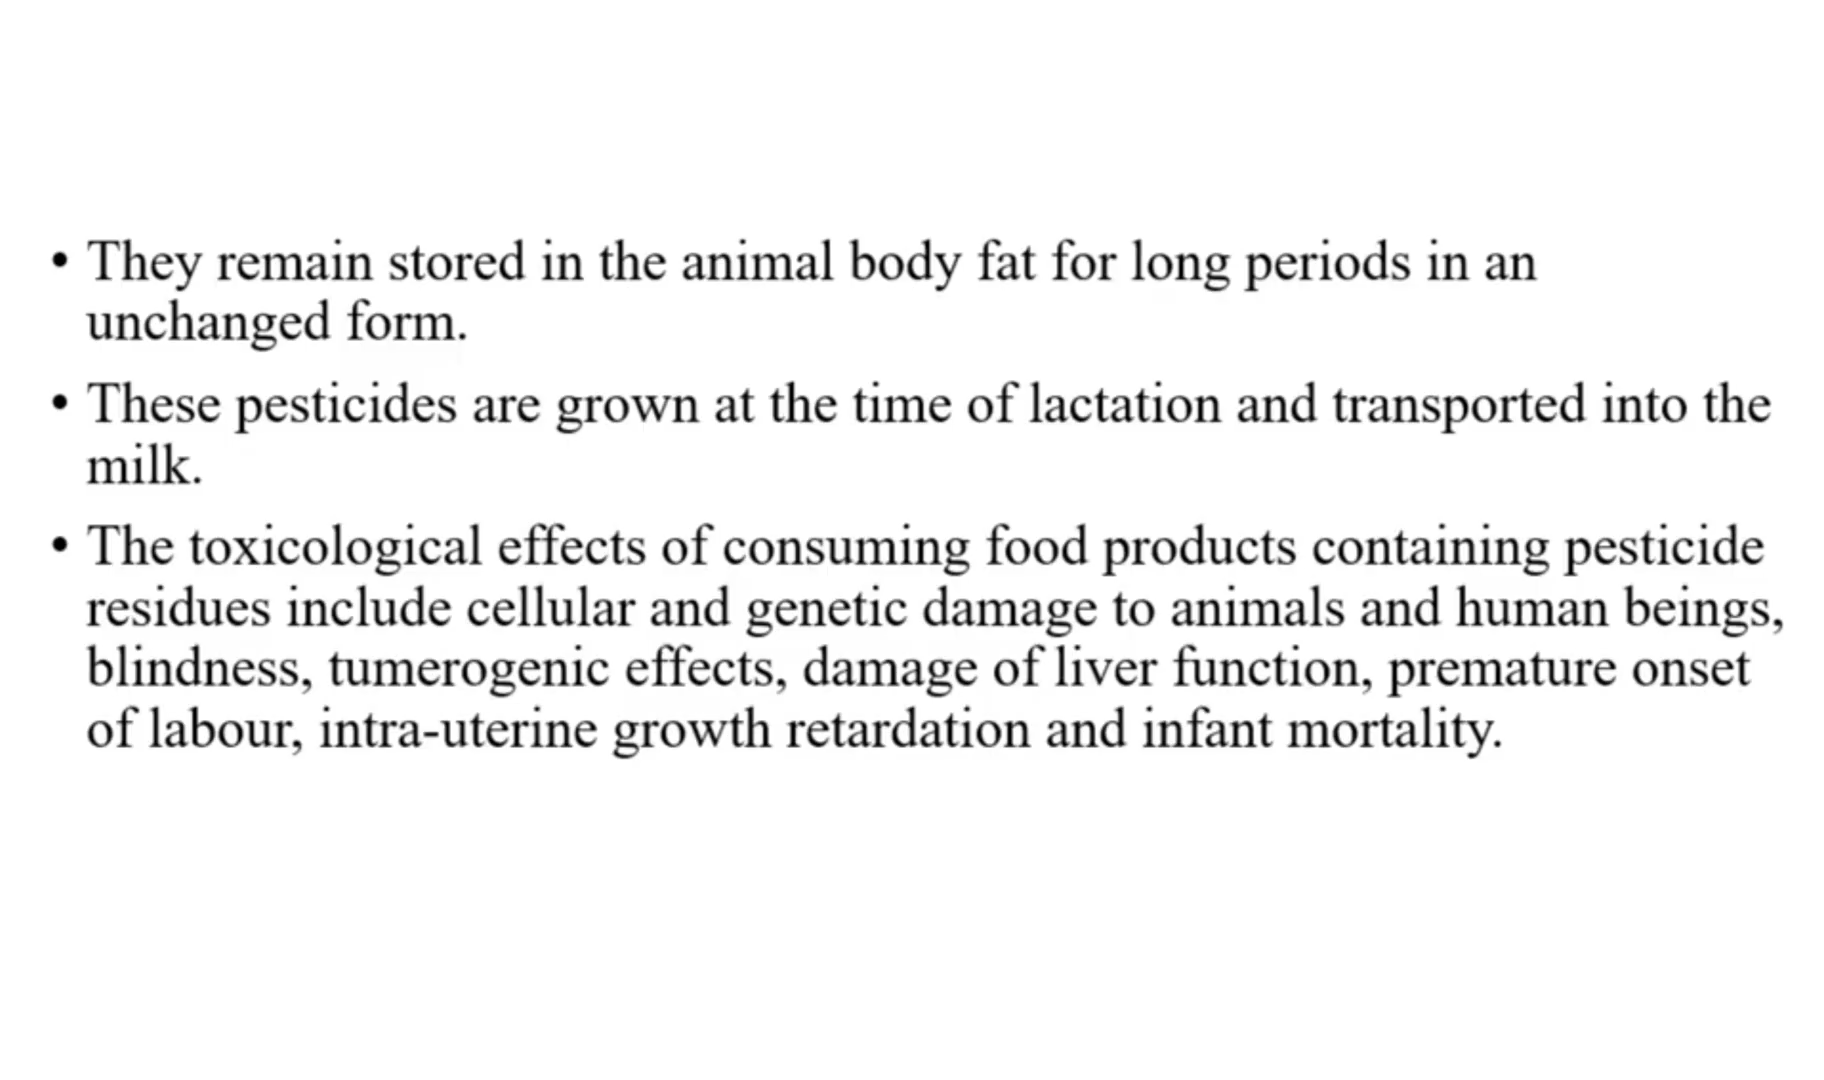 • They remain stored in the animal body fat for long periods in an
unchanged form.
• These pesticides are grown at the time of lactation and transported into the
milk.
• The toxicological effects of consuming food products containing pesticide
residues include cellular and genetic damage to animals and human beings,
blindness, tumerogenic effects, damage of liver function, premature onset
of labour, intra-uterine growth retardation and infant mortality.